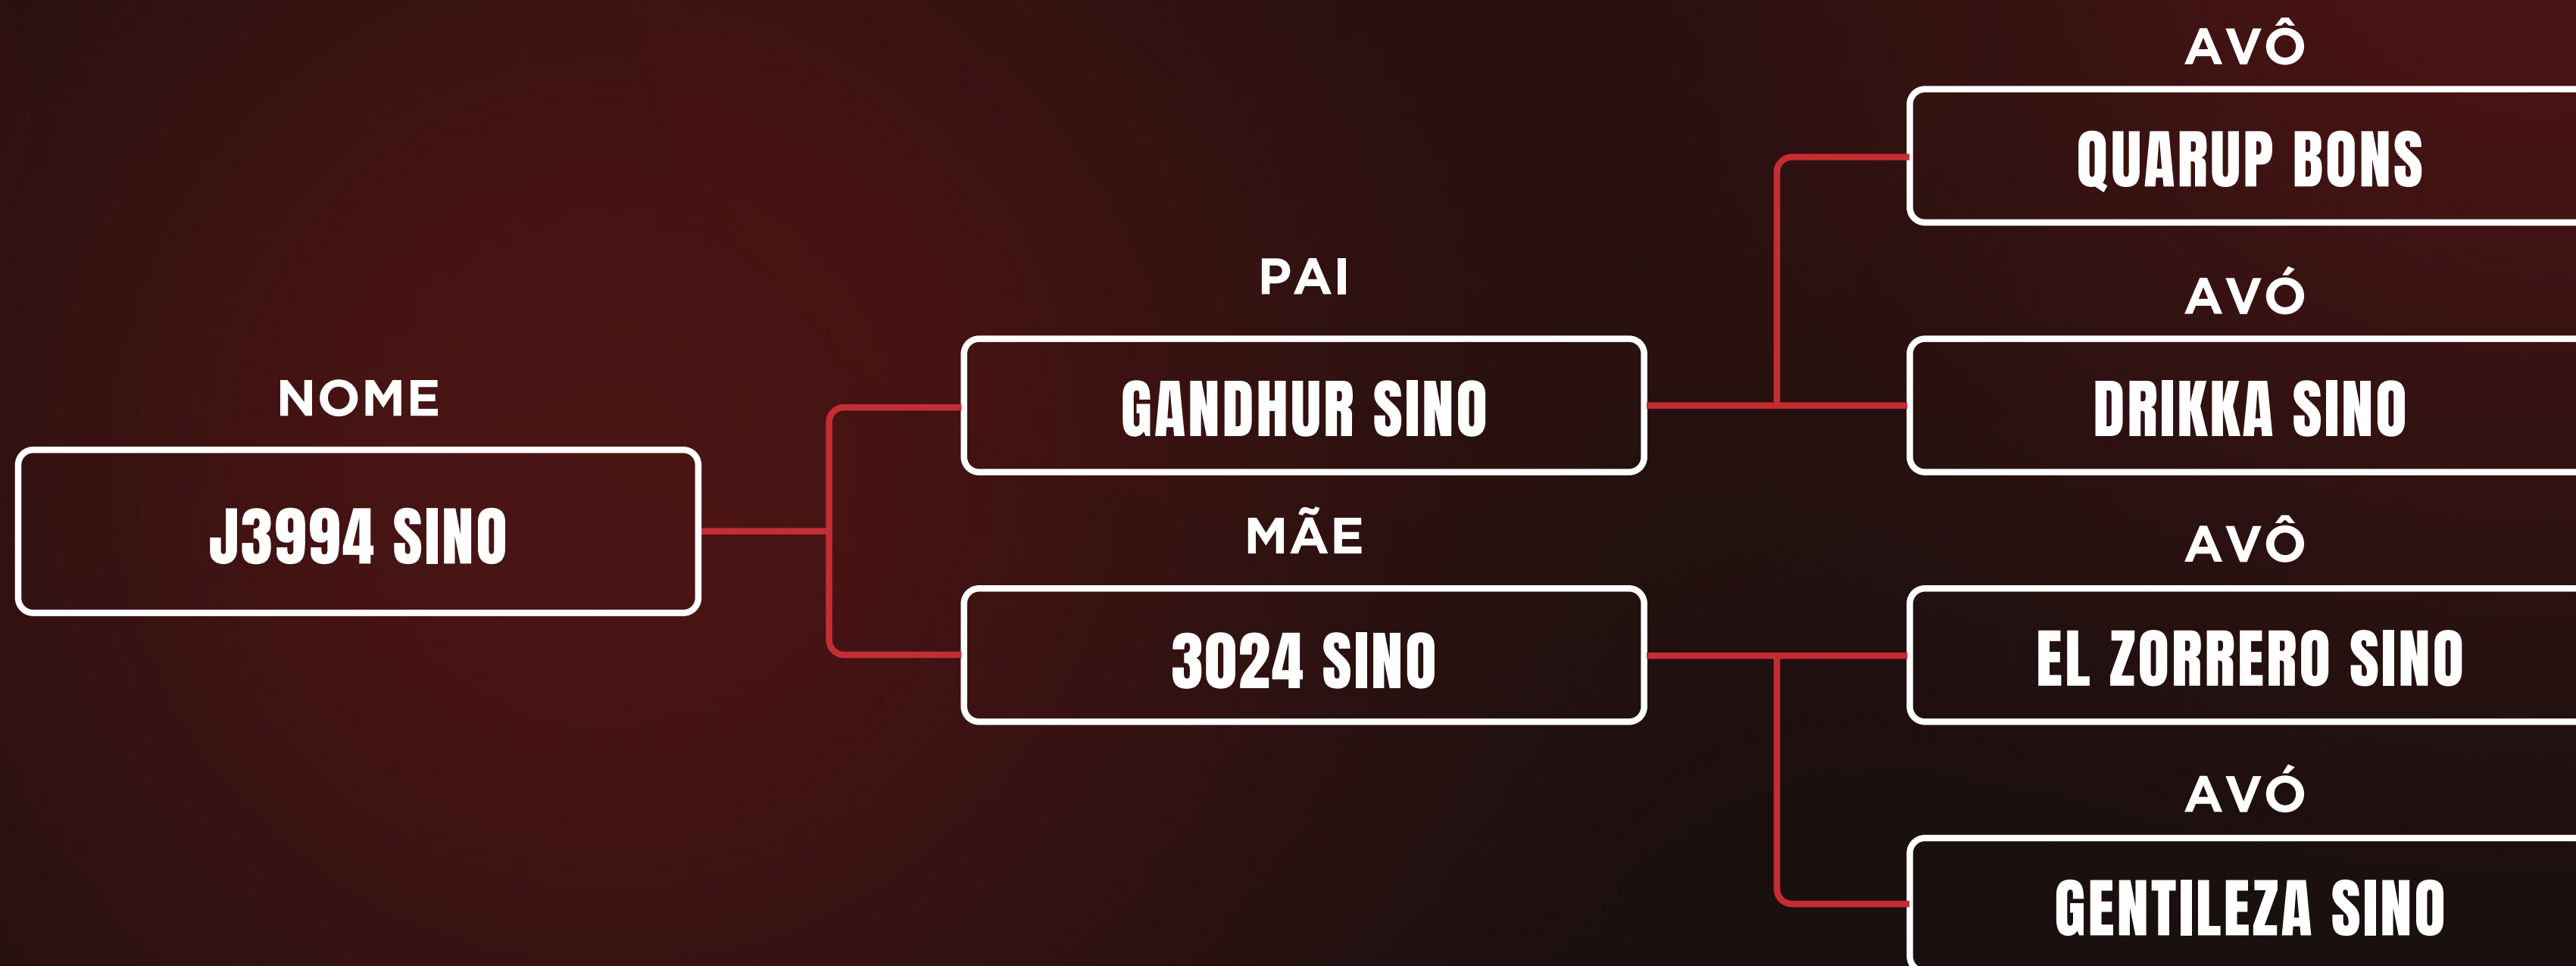 NOME
J3994 SINO
PAI
GANDHUR SINO
MÃE
3024 SINO
AVÔ
QUARUP BONS
AVÓ
DRIKKA SINO
AVÔ
EL ZORRERO SINO
AVÓ
GENTILEZA SINO